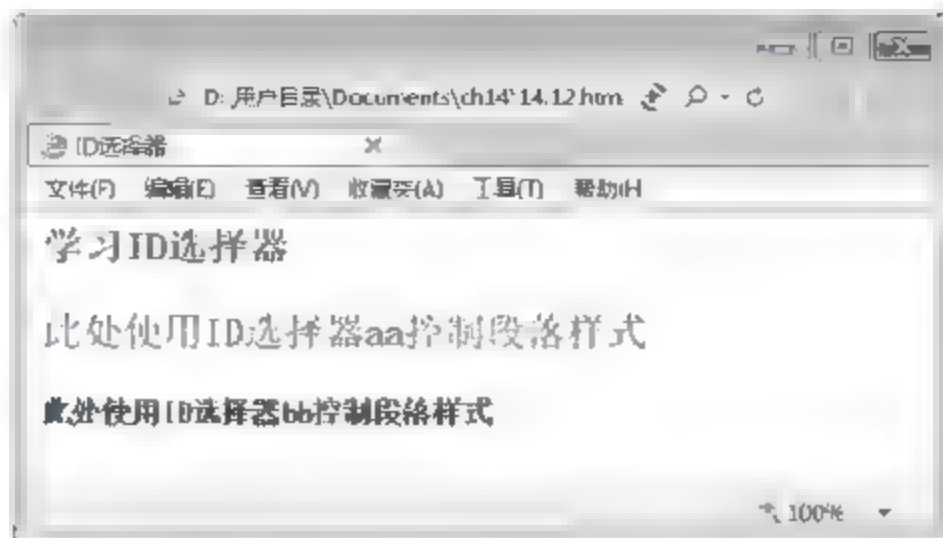 D:\用户目录\Documents\ch14\14.12.htm
ID选择器
文件(F) 编辑(E) 查看(V) 收藏夹(A) 工具(T) 帮助(H
学习ID选择器
此处使用ID选择器aa控制段落样式
此处使用ID选择器bb控制段落样式
100%